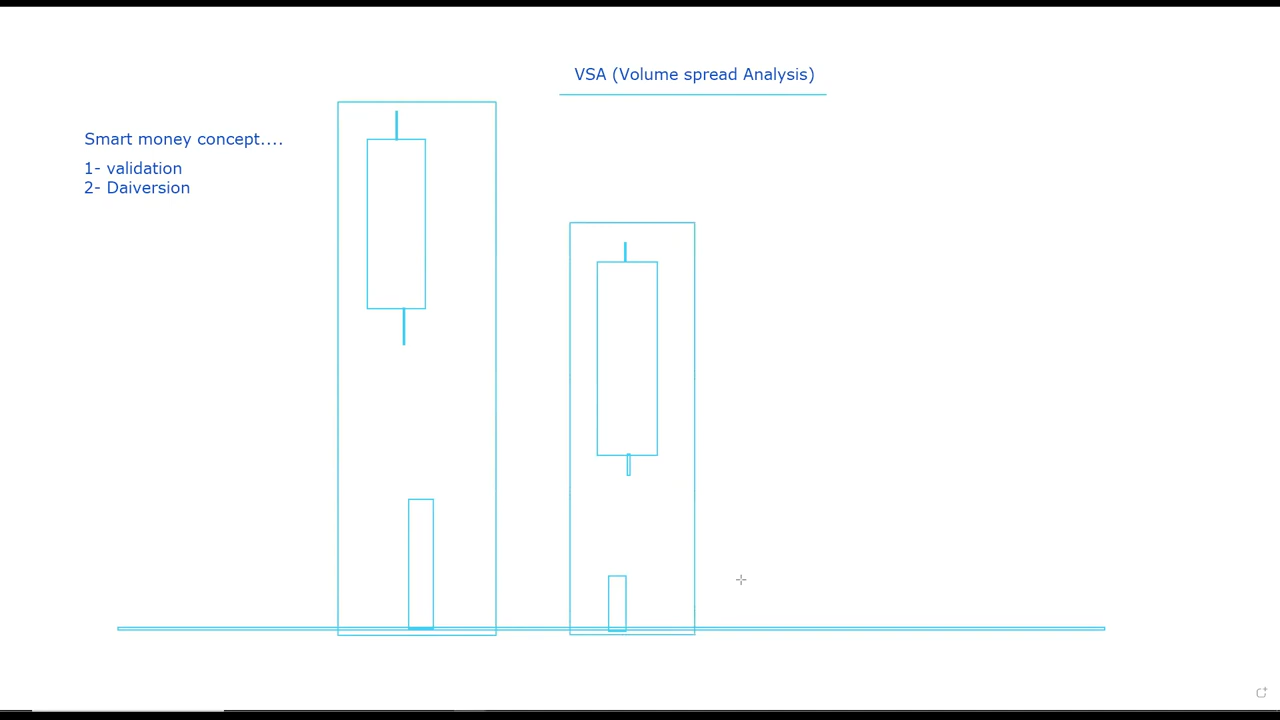 VSA (Volume spread Analysis)
Smart money concept....
1- validation
2- Daiversion